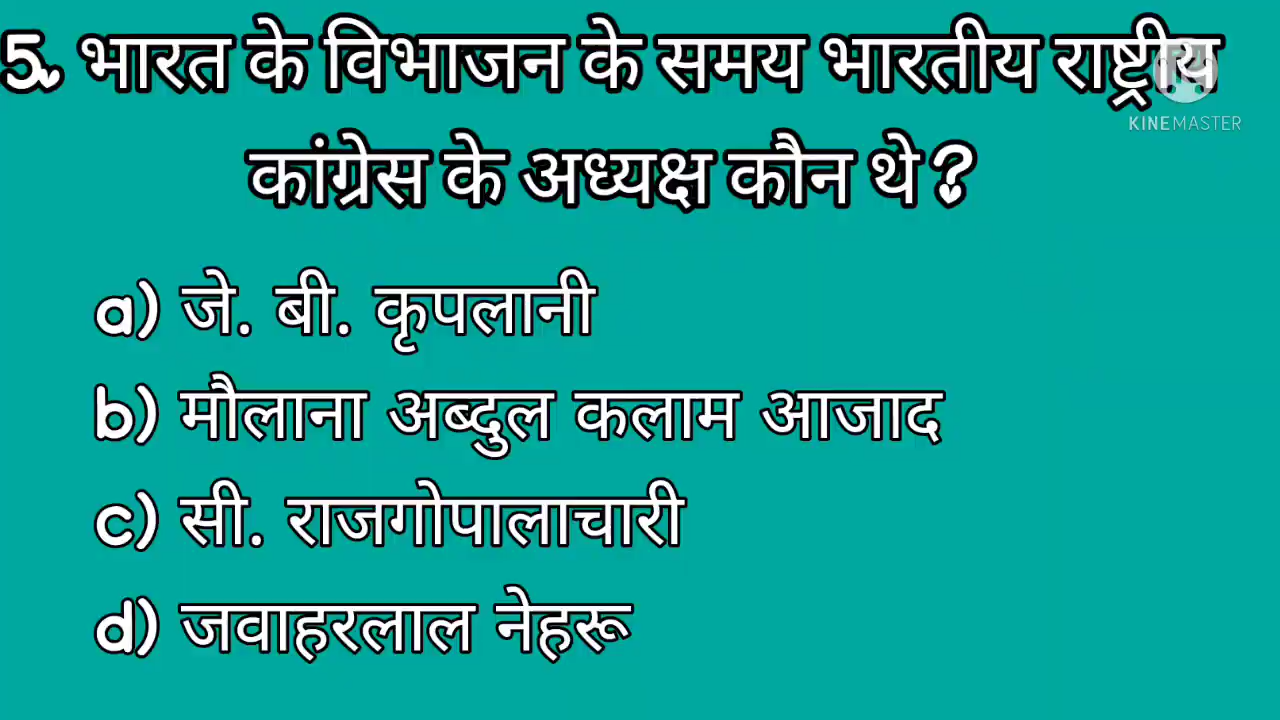 5. भारत के विभाजन के समय भारतीय राष्ट्रीय
KINEMASTER
कांग्रेस के अध्यक्ष कौन थे?
a) जे. बी. कृपलानी
b) मौलाना अब्दुल कलाम आजाद
c) सी. राजगोपालाचारी
d) जवाहरलाल नेहरू